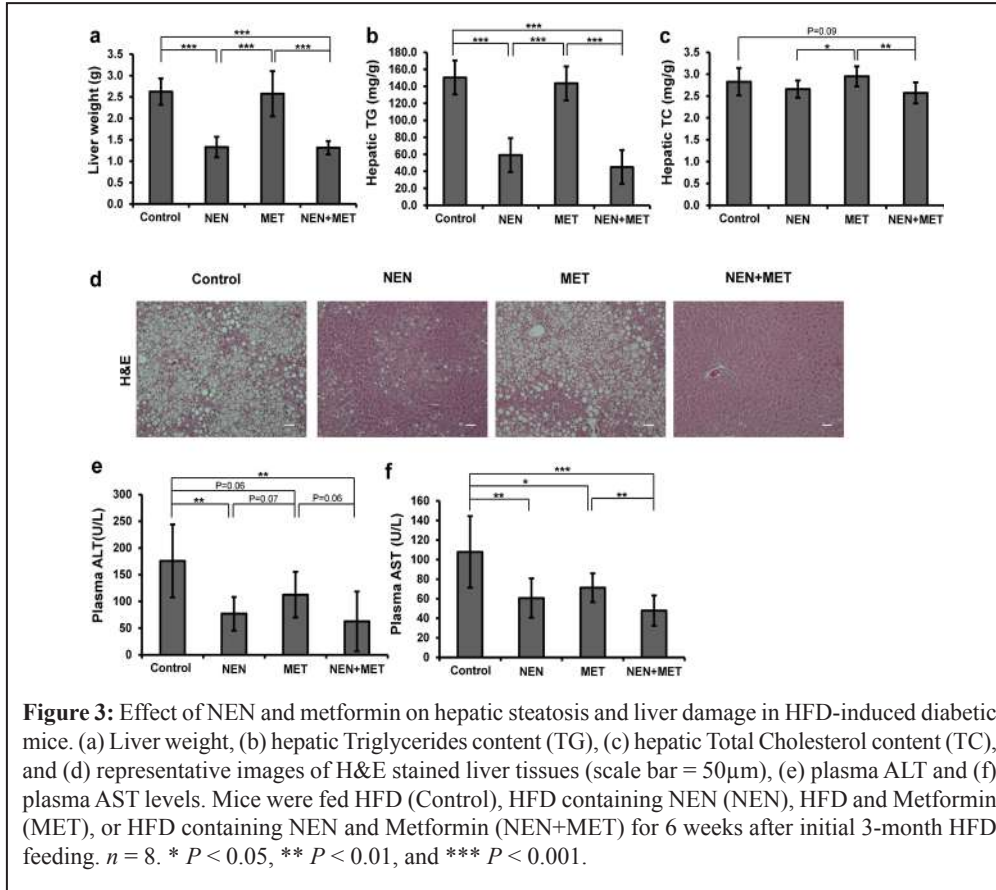 a
***
***
***
***
Liver weight (g)
3.5
3.0
2.5
2.0
1.5
1.0
0.5
0.0
Control NEN MET NEN+MET
b
***
***
***
***
Hepatic TG (mg/g)
180.0
160.0
140.0
120.0
100.0
80.0
60.0
40.0
20.0
0.0
Control NEN MET NEN+MET
c
P=0.09
*
**
Hepatic TC (mg/g)
3.5
3.0
2.5
2.0
1.5
1.0
0.5
0.0
Control NEN MET NEN+MET
d
Control NEN MET NEN+MET
H&E
e
**
P=0.06
** P=0.07 P=0.06
Plasma ALT(U/L)
300
250
200
150
100
50
0
Control NEN MET NEN+MET
f
***
*
** **
Plasma AST (U/L)
160
140
120
100
80
60
40
20
0
Control NEN MET NEN+MET
Figure 3: Effect of NEN and metformin on hepatic steatosis and liver damage in HFD-induced diabetic
mice. (a) Liver weight, (b) hepatic Triglycerides content (TG), (c) hepatic Total Cholesterol content (TC),
and (d) representative images of H&E stained liver tissues (scale bar = 50µm), (e) plasma ALT and (f)
plasma AST levels. Mice were fed HFD (Control), HFD containing NEN (NEN), HFD and Metformin
(MET), or HFD containing NEN and Metformin (NEN+MET) for 6 weeks after initial 3-month HFD
feeding. n = 8. * P < 0.05, ** P < 0.01, and *** P < 0.001.